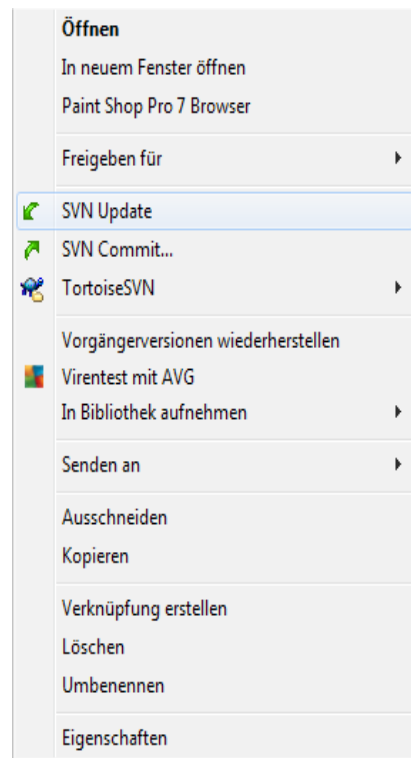 Öffnen
In neuem Fenster öffnen
Paint Shop Pro 7 Browser
Freigeben für
SVN Update
SVN Commit...
TortoiseSVN
Vorgängerversionen wiederherstellen
Virentest mit AVG
In Bibliothek aufnehmen
Senden an
Ausschneiden
Kopieren
Verknüpfung erstellen
Löschen
Umbenennen
Eigenschaften